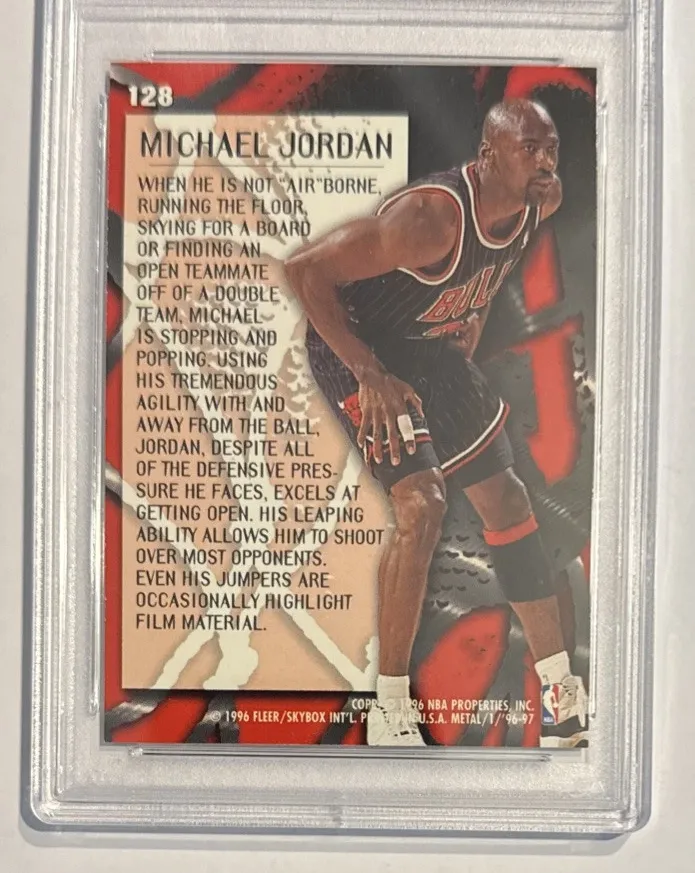 128
MICHAEL JORDAN
WHEN HE IS NOT "AIR"BORNE,
RUNNING THE FLOOR,
SKYING FOR A BOARD
OR FINDING AN
OPEN TEAMMATE
OFF OF A DOUBLE
TEAM, MICHAEL
IS STOPPING AND
POPPING. USING
HIS TREMENDOUS
AGILITY WITH AND
AWAY FROM THE BALL,
JORDAN, DESPITE ALL
OF THE DEFENSIVE PRES-
SURE HE FACES, EXCELS AT
GETTING OPEN. HIS LEAPING
ABILITY ALLOWS HIM TO SHOOT
OVER MOST OPPONENTS.
EVEN HIS JUMPERS ARE
OCCASIONALLY HIGHLIGHT
FILM MATERIAL.
BULL
COPR. © 1996 NBA PROPERTIES, INC.
© 1996 FLEER/SKYBOX INT'L. IN U.S.A. METAL/1/'96-97
NBA